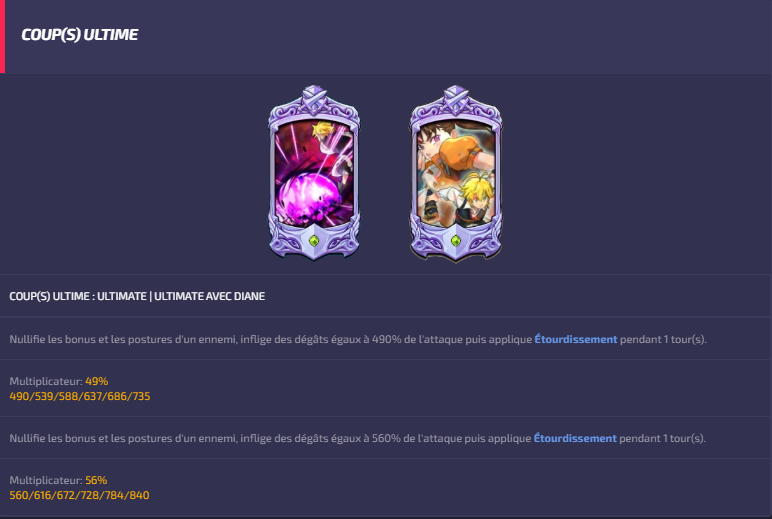 COUP(S) ULTIME
COUP(S) ULTIME : ULTIMATE | ULTIMATE AVEC DIANE
Nullifie les bonus et les postures d'un ennemi, inflige des dégâts égaux à 490% de l'attaque puis applique Étourdissement pendant 1 tour(s).
Multiplicateur: 49%
490/539/588/637/686/735
Nullifie les bonus et les postures d'un ennemi, inflige des dégâts égaux à 560% de l'attaque puis applique Étourdissement pendant 1 tour(s).
Multiplicateur: 56%
560/616/672/728/784/840